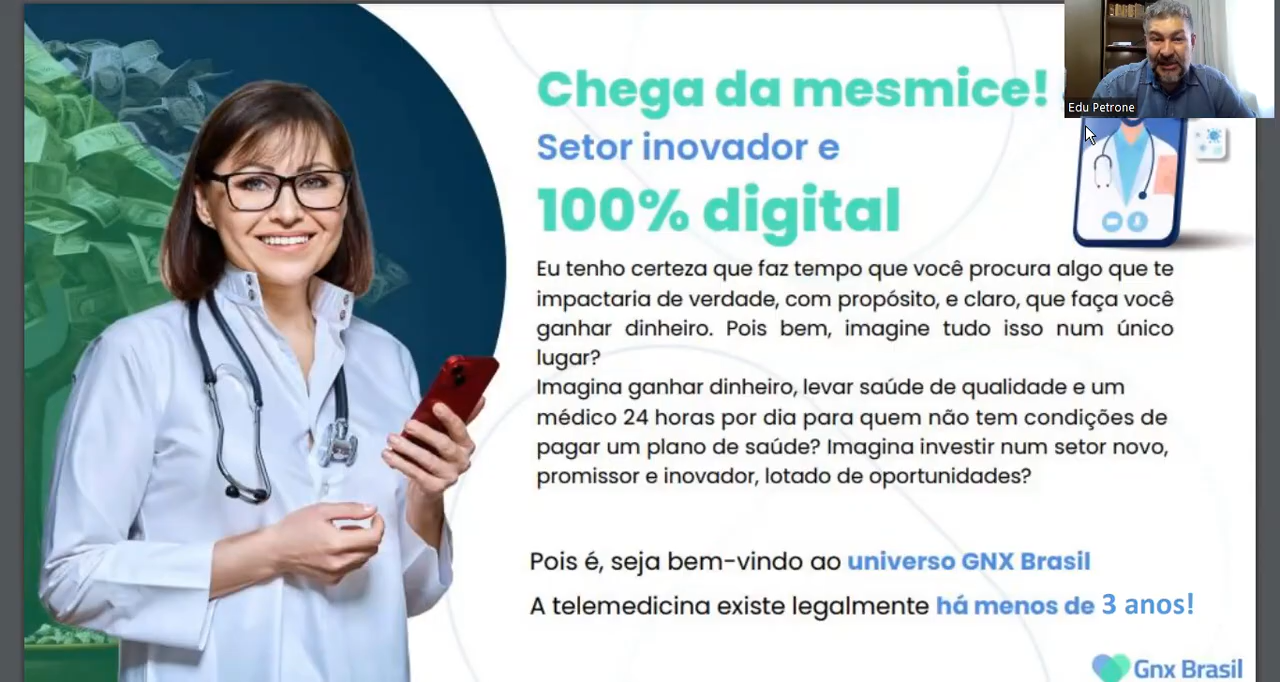 Chega da mesmice!
Edu Petrone
Setor inovador e
100% digital
Eu tenho certeza que faz tempo que você procura algo que te
impactaria de verdade, com propósito, e claro, que faça você
ganhar dinheiro. Pois bem, imagine tudo isso num único
lugar?
Imagina ganhar dinheiro, levar saúde de qualidade e um
médico 24 horas por dia para quem não tem condições de
pagar um plano de saúde? Imagina investir num setor novo,
promissor e inovador, lotado de oportunidades?
Pois é, seja bem-vindo ao universo GNX Brasil
A telemedicina existe legalmente há menos de 3 anos!
Gnx Brasil